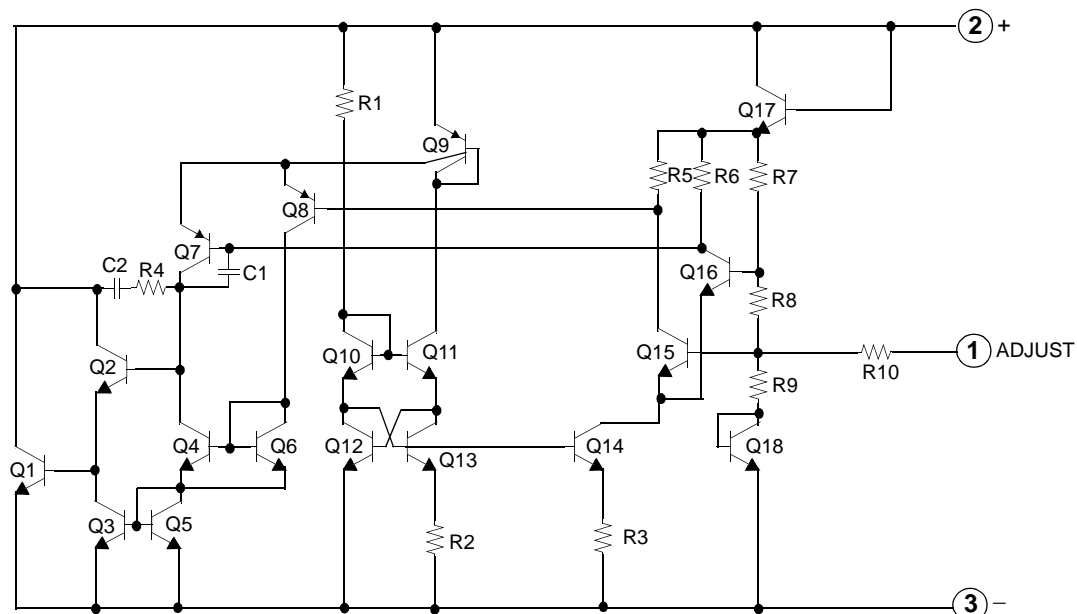 2 +
R1
Q17
Q9
R5 R6 R7
Q8
Q7
C2 R4 C1
Q16
R8
Q10 Q11
Q15
1 ADJUST
R10
Q2
R9
Q4 Q6
Q12 Q13 Q14 Q18
Q1
Q3 Q5
R2 R3
3 –